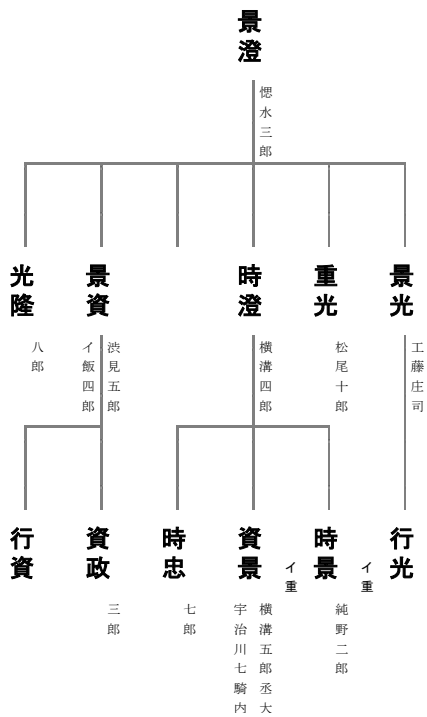 景澄
愢水三郎
景光
工藤庄司
重光
松尾十郎
時澄
横溝四郎
景資
渋見五郎
イ飯四郎
光隆
八郎
行光
イ重
時景
純野二郎
イ重
資景
横溝五郎丞大
宇治川七騎内
時忠
七郎
資政
三郎
行資